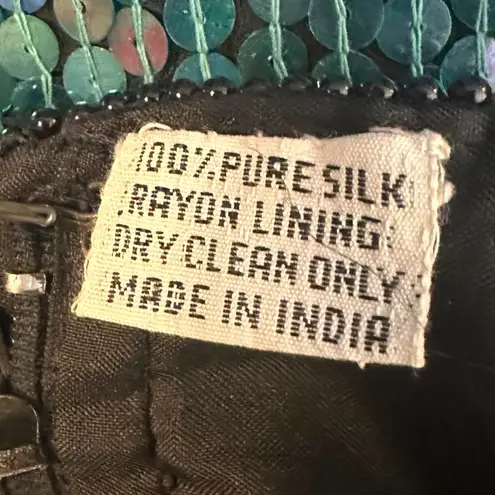 100% PURE SILK
RAYON LINING
DRY CLEAN ONLY
MADE IN INDIA